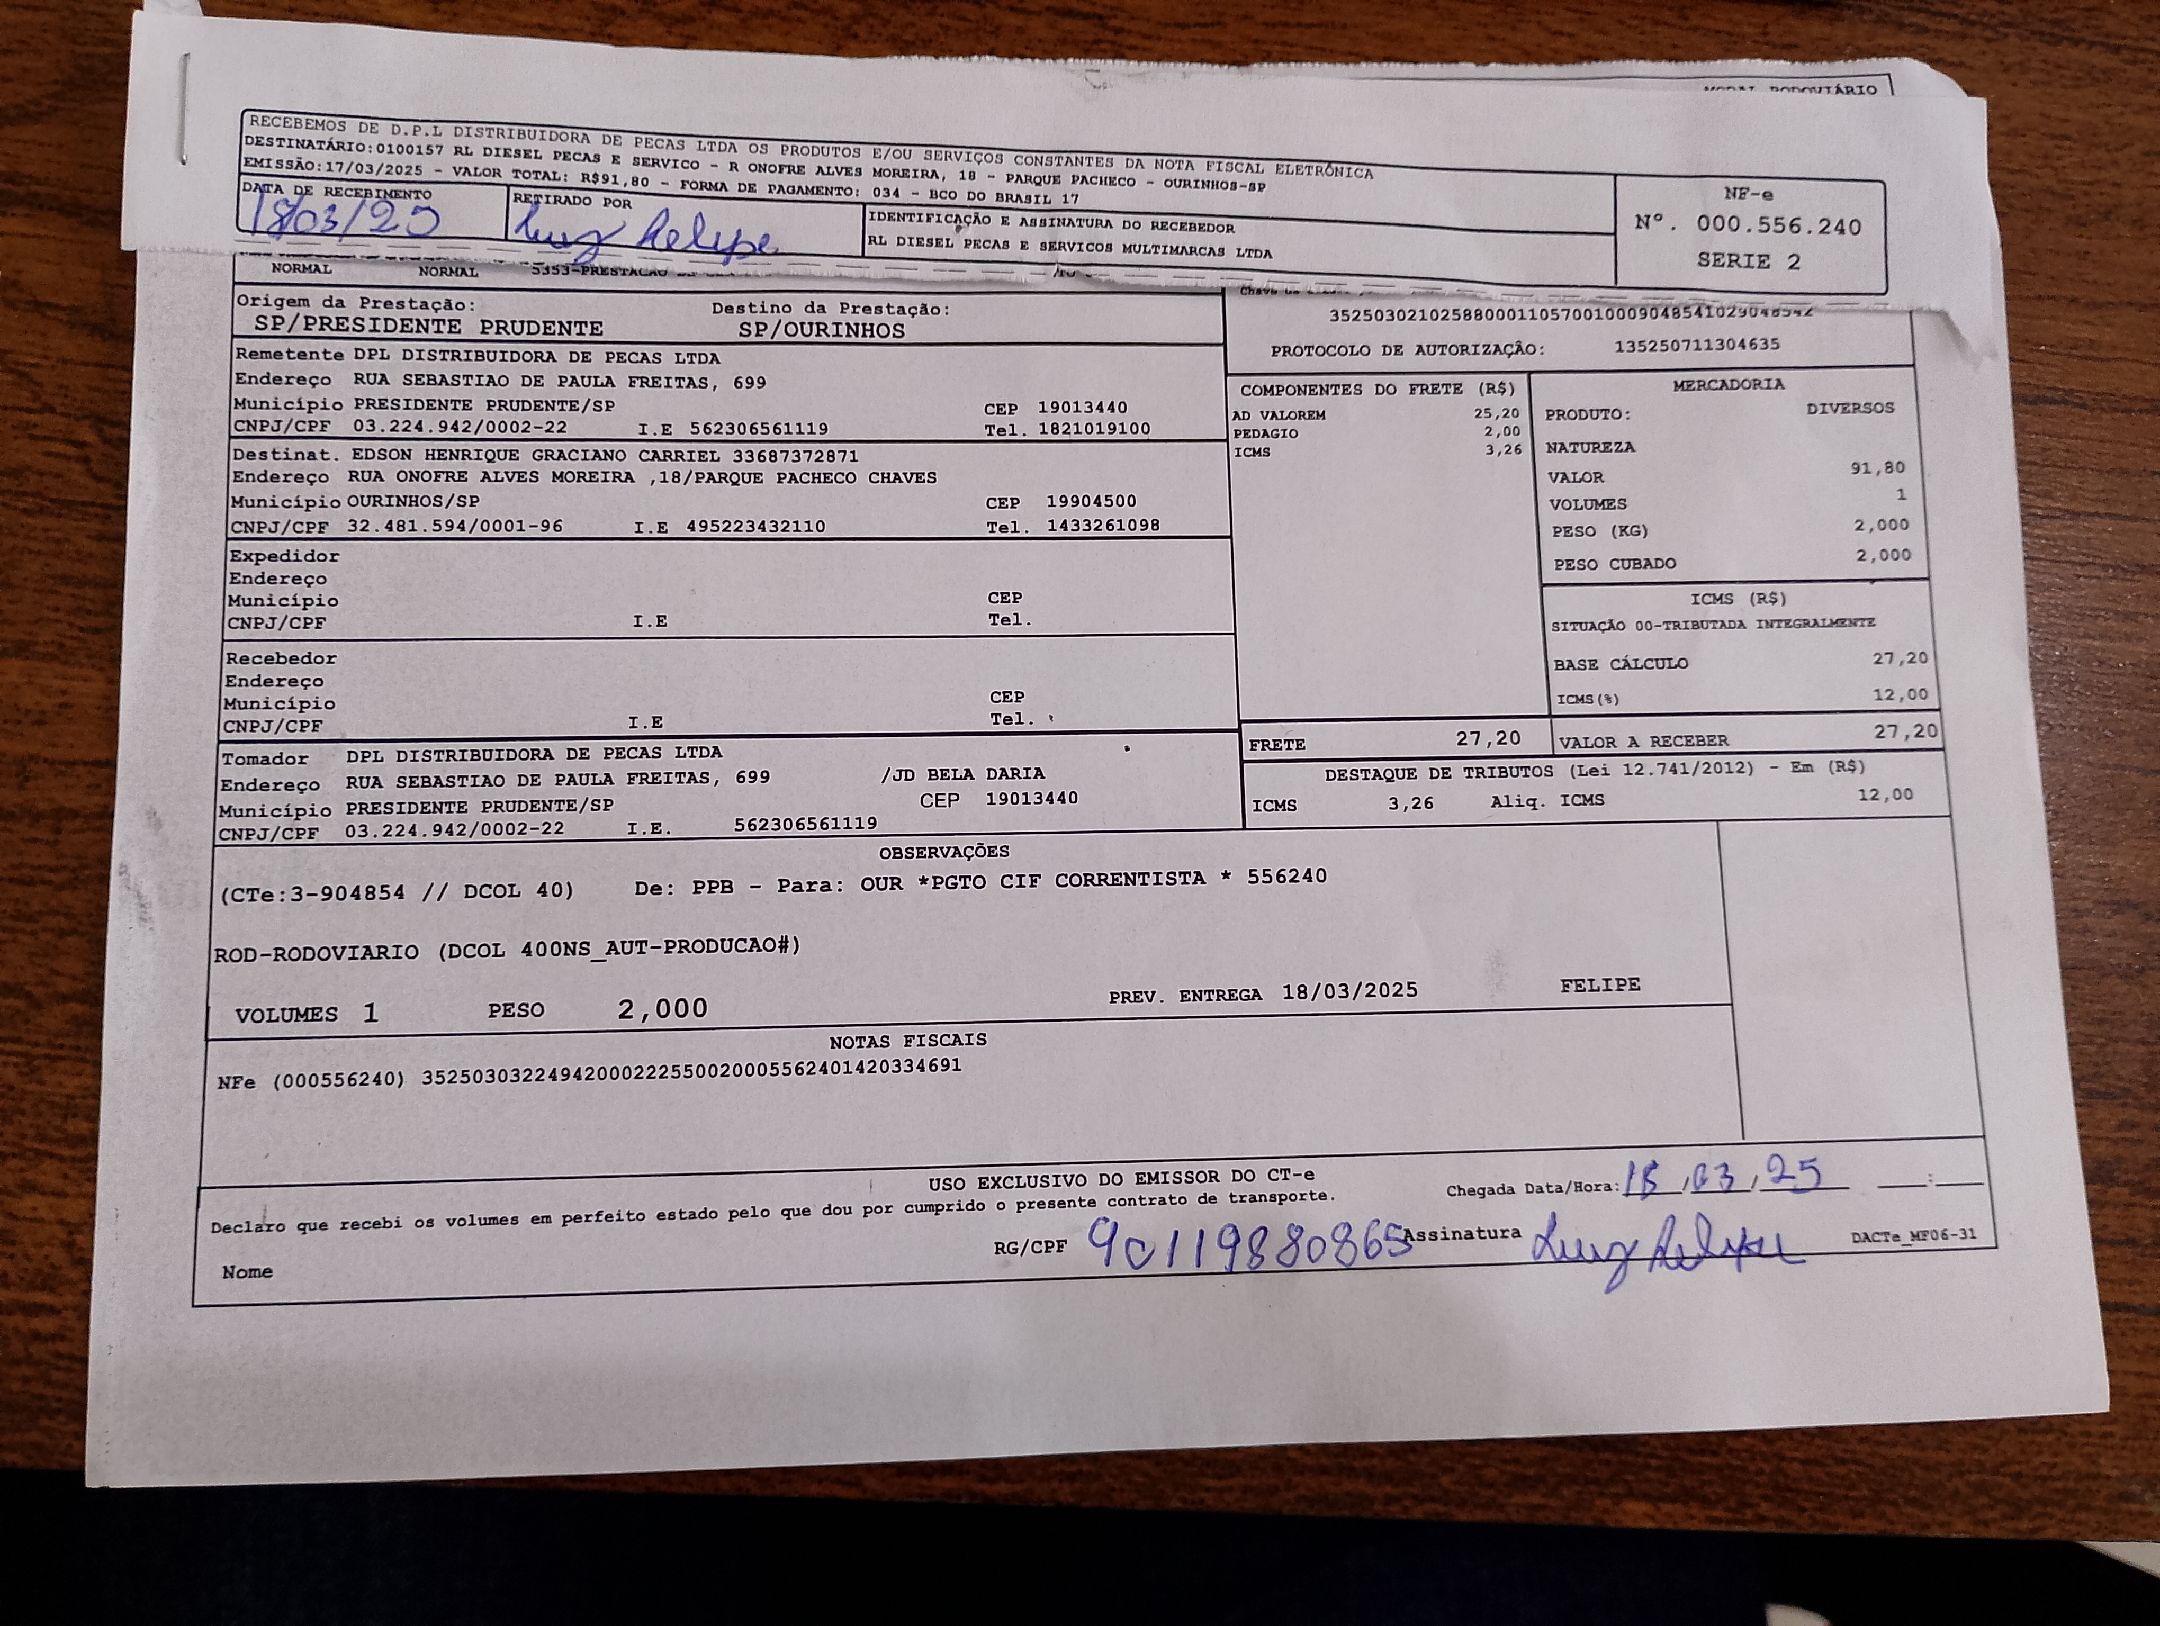 MODAL RODOVIÁRIO
RECEBEMOS DE D.P.L DISTRIBUIDORA DE PECAS LTDA OS PRODUTOS E/OU SERVIÇOS CONSTANTES DA NOTA FISCAL ELETRÔNICA
DESTINATÁRIO:0100157 RL DIESEL PECAS E SERVICO - R ONOFRE ALVES MOREIRA, 18 - PARQUE PACHECO - OURINHOS-SP
EMISSÃO:17/03/2025 - VALOR TOTAL: R$91,80 - FORMA DE PAGAMENTO: 034 - BCO DO BRASIL 17
DATA DE RECEBIMENTO
18/03/25
RETIRADO POR
Luiz Felipe
IDENTIFICAÇÃO E ASSINATURA DO RECEBEDOR
RL DIESEL PECAS E SERVICOS MULTIMARCAS LTDA
NF-e
Nº. 000.556.240
SERIE 2
NORMAL NORMAL 5353-PRESTACAO
Origem da Prestação: Destino da Prestação:
SP/PRESIDENTE PRUDENTE SP/OURINHOS
35250302102588000110570010009048541029048542
PROTOCOLO DE AUTORIZAÇÃO: 135250711304635
Remetente DPL DISTRIBUIDORA DE PECAS LTDA
Endereço RUA SEBASTIAO DE PAULA FREITAS, 699
Município PRESIDENTE PRUDENTE/SP CEP 19013440
CNPJ/CPF 03.224.942/0002-22 I.E 562306561119 Tel. 1821019100
Destinat. EDSON HENRIQUE GRACIANO CARRIEL 33687372871
Endereço RUA ONOFRE ALVES MOREIRA ,18/PARQUE PACHECO CHAVES
Município OURINHOS/SP CEP 19904500
CNPJ/CPF 32.481.594/0001-96 I.E 495223432110 Tel. 1433261098
Expedidor
Endereço
Município CEP
CNPJ/CPF I.E Tel.
Recebedor
Endereço
Município CEP
CNPJ/CPF I.E Tel.
Tomador DPL DISTRIBUIDORA DE PECAS LTDA
Endereço RUA SEBASTIAO DE PAULA FREITAS, 699 /JD BELA DARIA
Município PRESIDENTE PRUDENTE/SP CEP 19013440
CNPJ/CPF 03.224.942/0002-22 I.E. 562306561119
COMPONENTES DO FRETE (R$)
AD VALOREM 25,20
PEDAGIO 2,00
ICMS 3,26
MERCADORIA
PRODUTO: DIVERSOS
NATUREZA
VALOR 91,80
VOLUMES 1
PESO (KG) 2,000
PESO CUBADO 2,000
ICMS (R$)
SITUAÇÃO 00-TRIBUTADA INTEGRALMENTE
BASE CÁLCULO 27,20
ICMS(%) 12,00
FRETE 27,20 VALOR A RECEBER 27,20
DESTAQUE DE TRIBUTOS (Lei 12.741/2012) - Em (R$)
ICMS 3,26 Aliq. ICMS 12,00
OBSERVAÇÕES
(CTe:3-904854 // DCOL 40) De: PPB - Para: OUR *PGTO CIF CORRENTISTA * 556240
ROD-RODOVIARIO (DCOL 400NS_AUT-PRODUCAO#)
VOLUMES 1 PESO 2,000 PREV. ENTREGA 18/03/2025 FELIPE
NOTAS FISCAIS
NFe (000556240) 35250303224942000222550020005562401420334691
USO EXCLUSIVO DO EMISSOR DO CT-e
Declaro que recebi os volumes em perfeito estado pelo que dou por cumprido o presente contrato de transporte.
Chegada Data/Hora: 18/03/25 :
Nome RG/CPF 90119880865 Assinatura Luiz Felipe DACTe_MF06-31